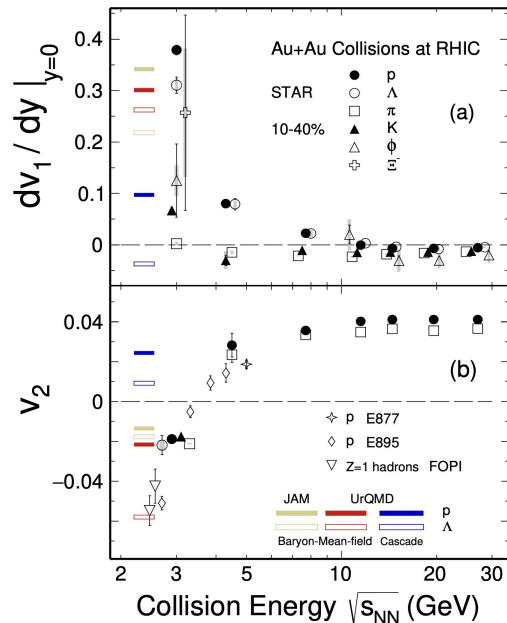 0.4
0.3
0.2
0.1
0
dv₁ / dy |y=0
Au+Au Collisions at RHIC
STAR
10-40%
p
Λ
π
K
ϕ
Ξ⁻
(a)
0.04
0
−0.04
v₂
(b)
p E877
p E895
Z=1 hadrons FOPI
JAM UrQMD
p
Λ
Baryon-Mean-field Cascade
2 3 4 5 10 20 30
Collision Energy √sNN (GeV)